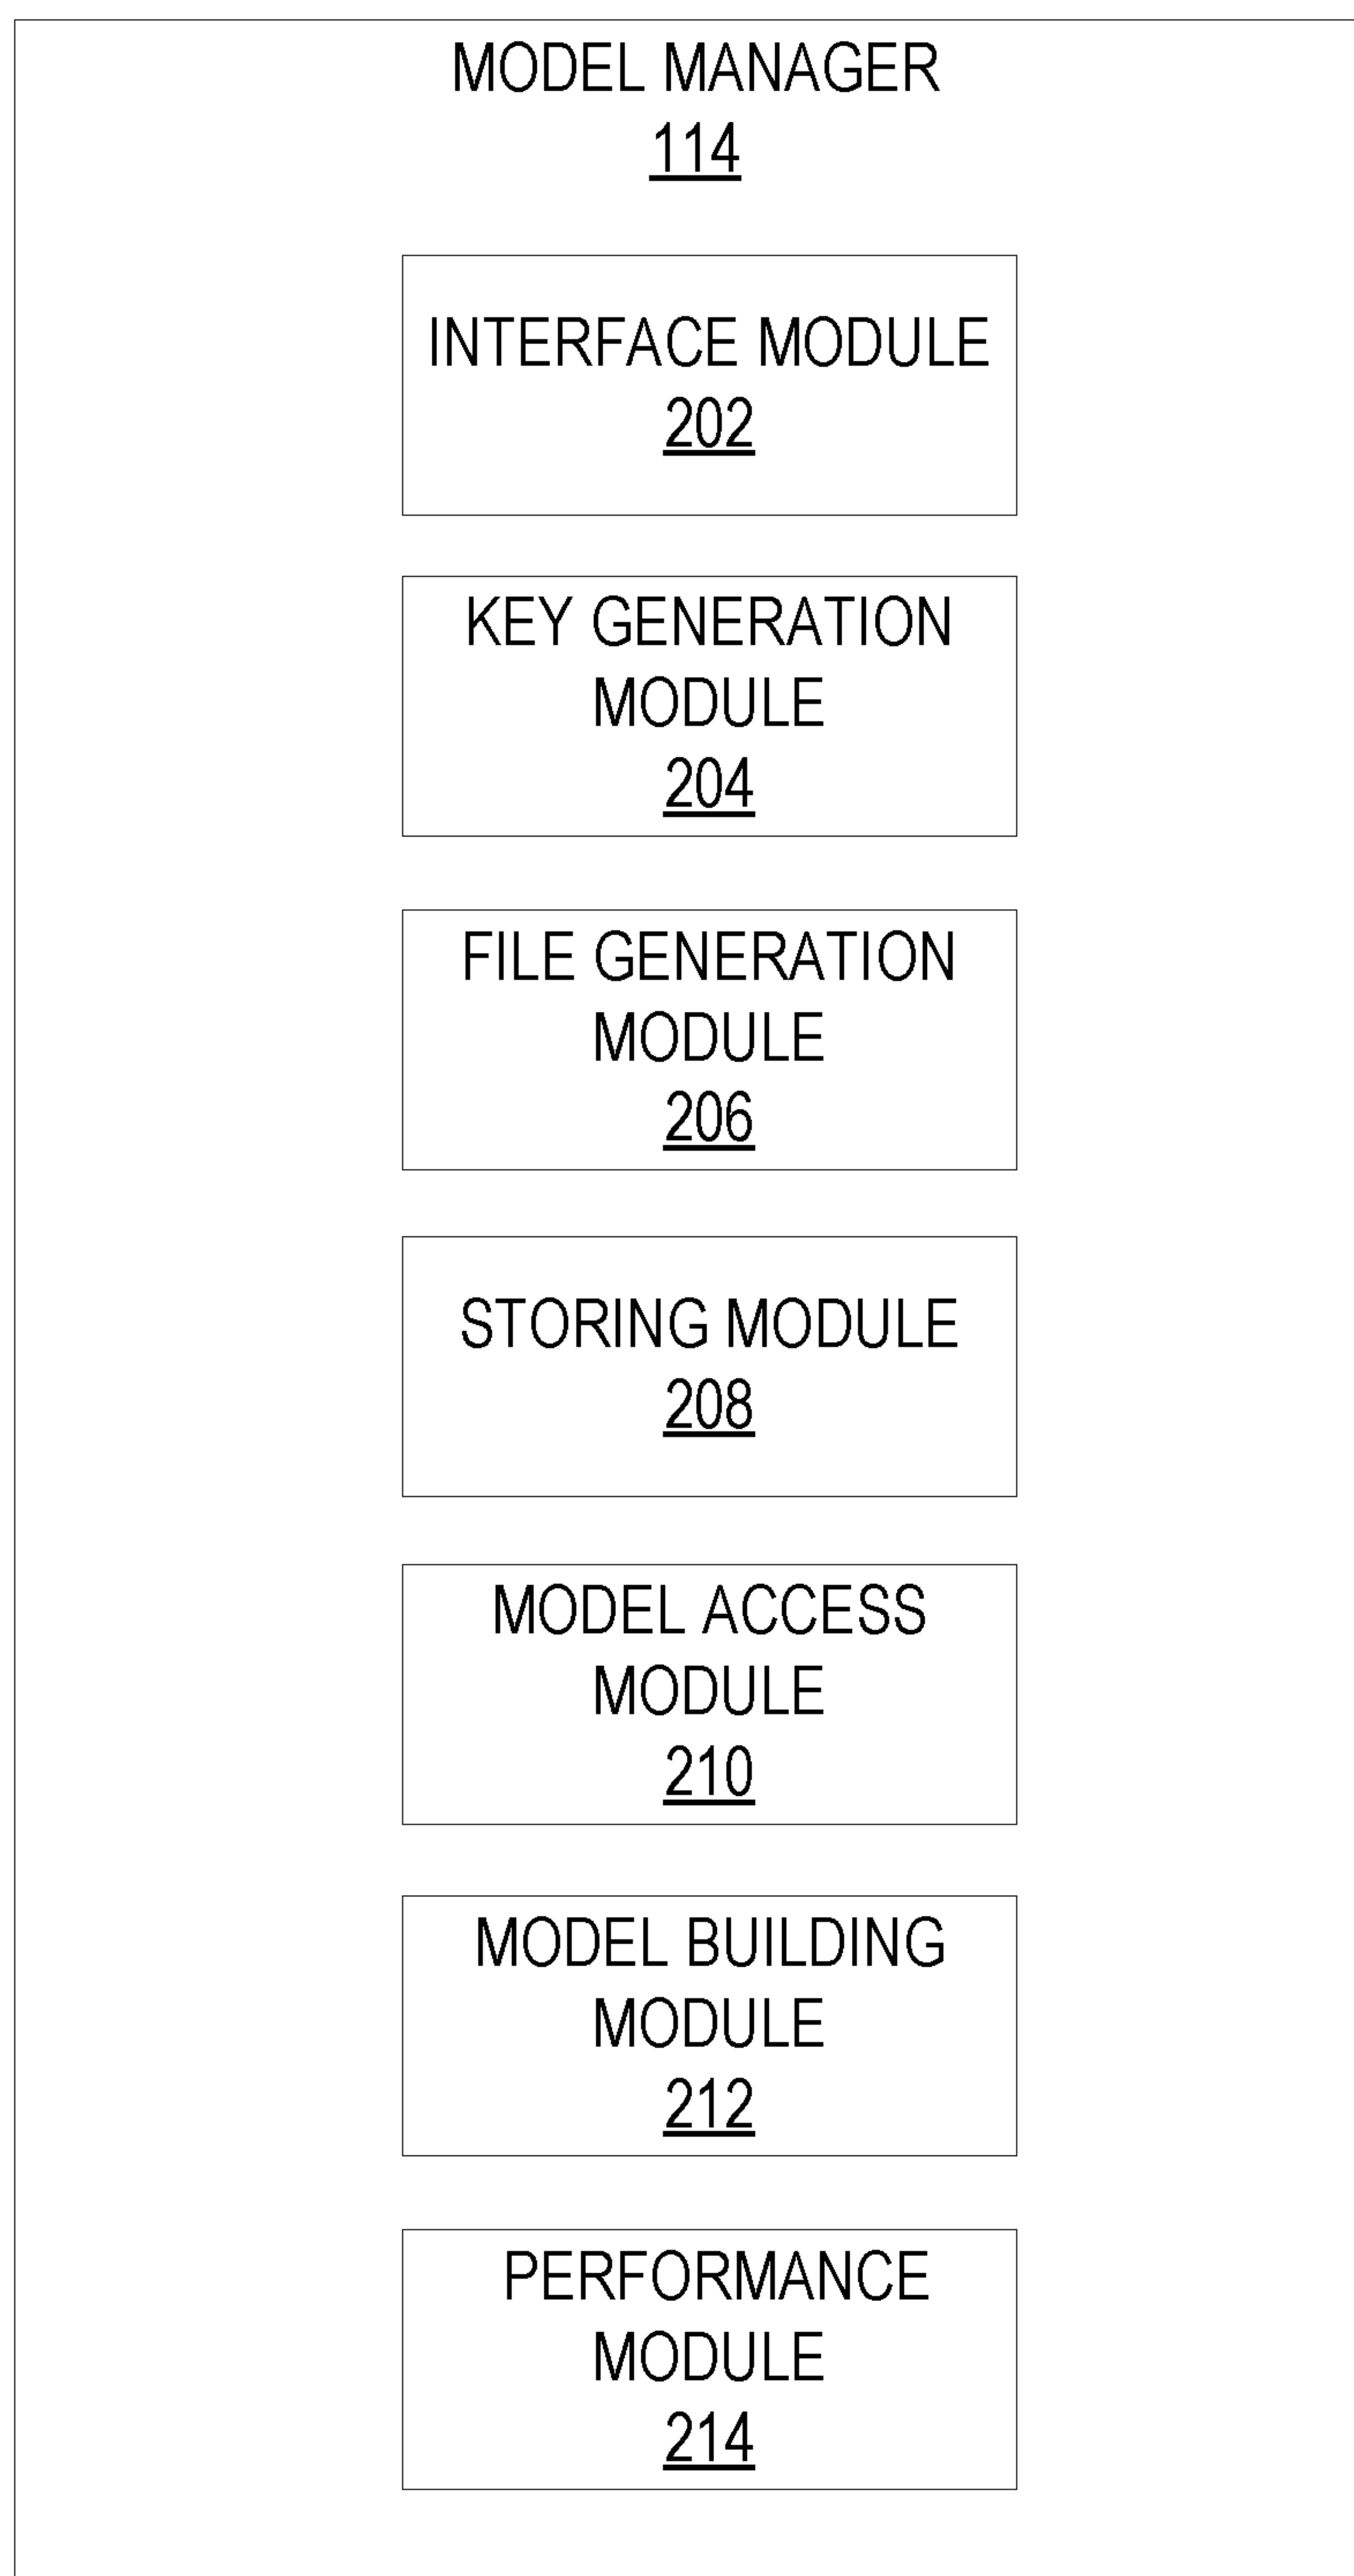 MODEL MANAGER
114
INTERFACE MODULE
202
KEY GENERATION
MODULE
204
FILE GENERATION
MODULE
206
STORING MODULE
208
MODEL ACCESS
MODULE
210
MODEL BUILDING
MODULE
212
PERFORMANCE
MODULE
214